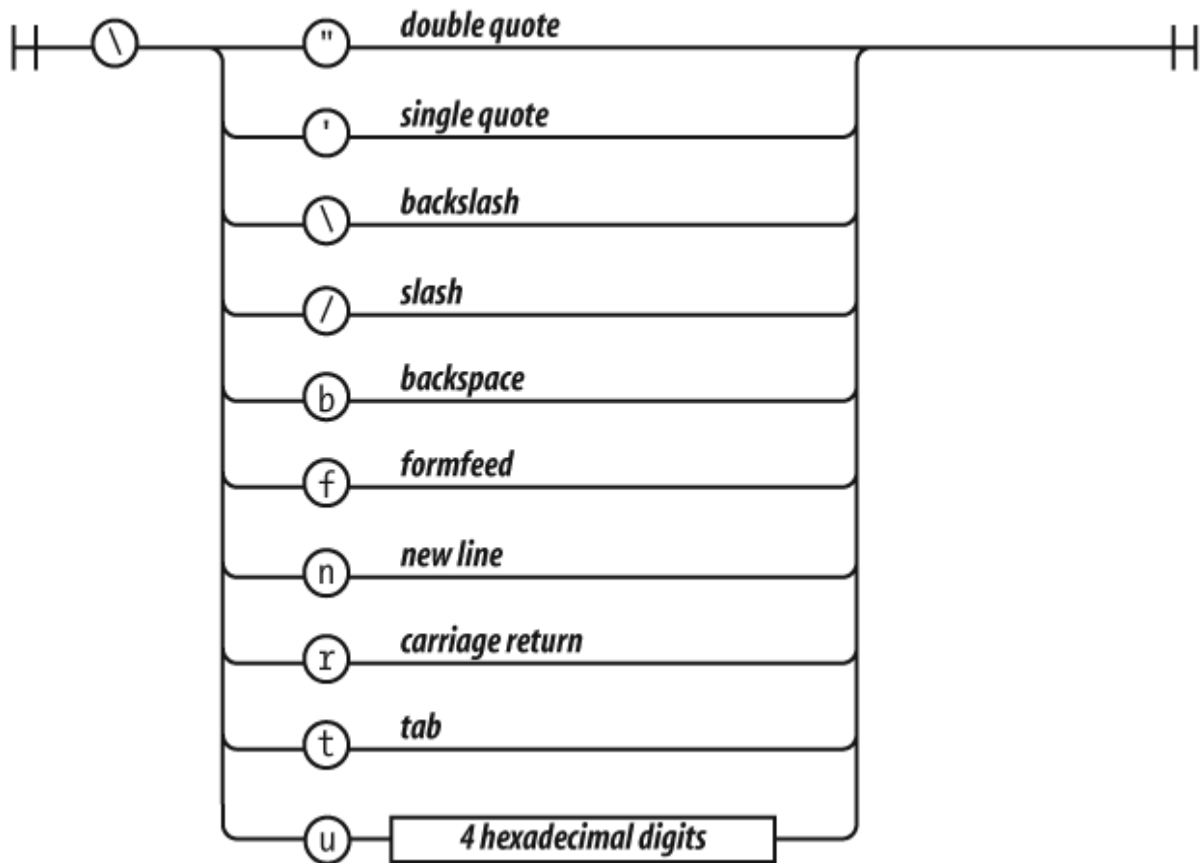 \ " double quote
' single quote
\ backslash
/ slash
b backspace
f formfeed
n new line
r carriage return
t tab
u 4 hexadecimal digits